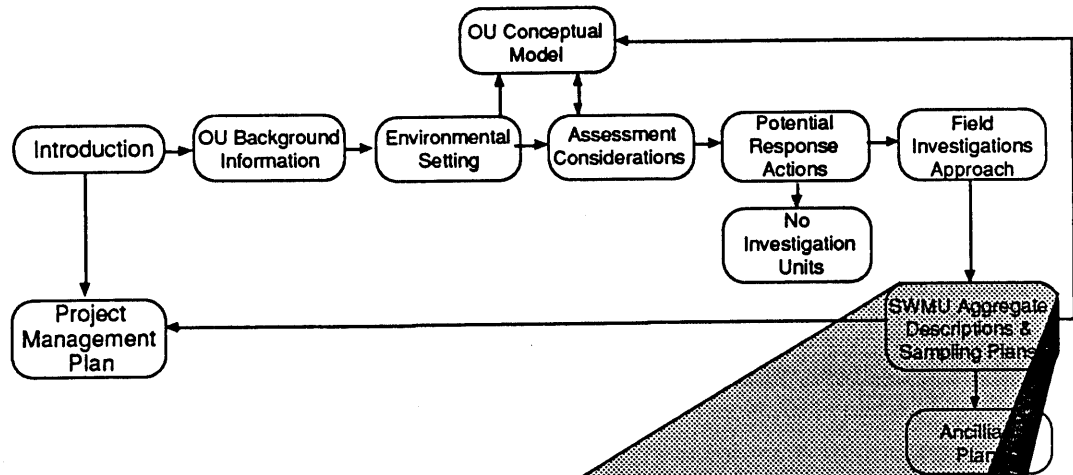 OU Conceptual
Model
Introduction
OU Background
Information
Environmental
Setting
Assessment
Considerations
Potential
Response
Actions
Field
Investigations
Approach
No
Investigation
Units
Project
Management
Plan
SWMU Aggregate
Descriptions &
Sampling Plans